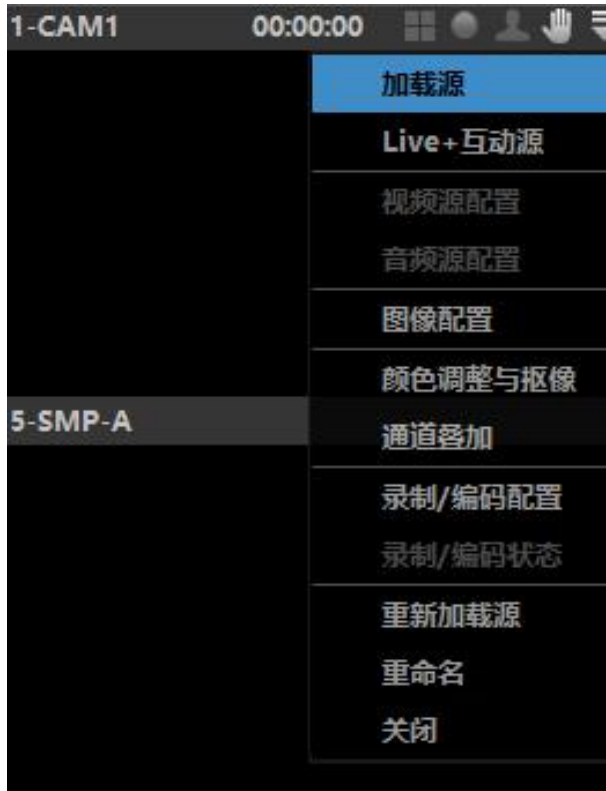 1-CAM1 00:00:00
加载源
Live+互动源
视频源配置
音频源配置
图像配置
颜色调整与抠像
5-SMP-A
通道叠加
录制/编码配置
录制/编码状态
重新加载源
重命名
关闭